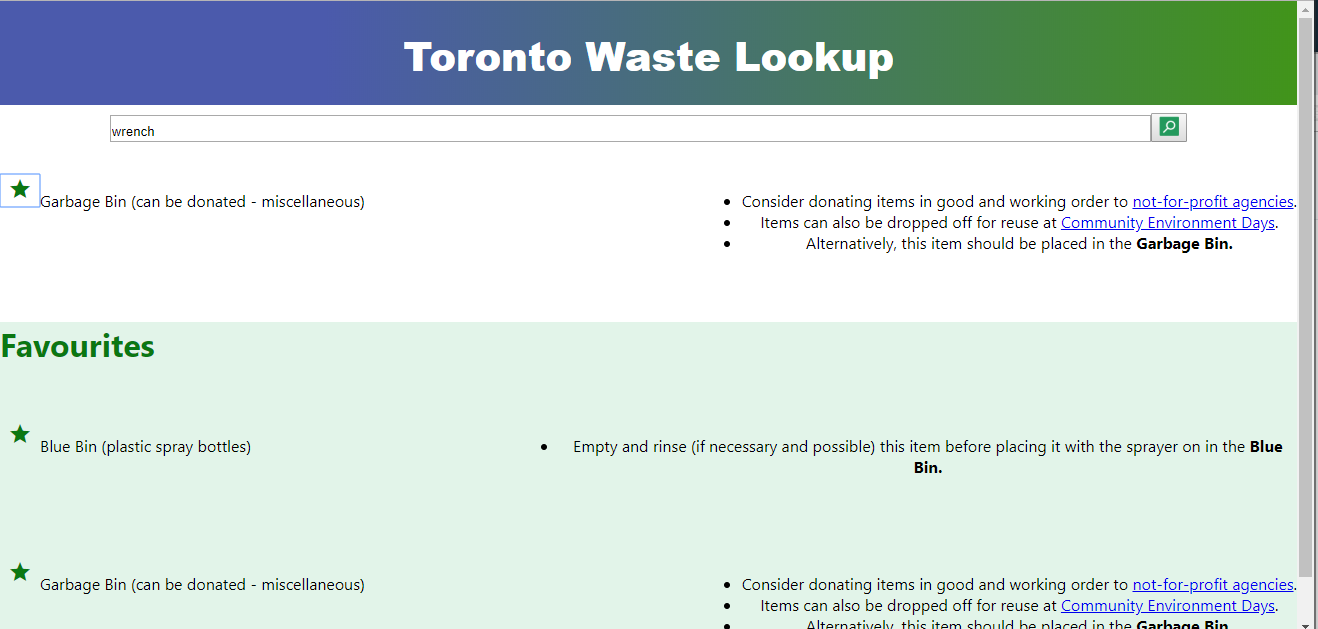 Toronto Waste Lookup
wrench
Garbage Bin (can be donated - miscellaneous)
• Consider donating items in good and working order to not-for-profit agencies.
• Items can also be dropped off for reuse at Community Environment Days.
• Alternatively, this item should be placed in the Garbage Bin.
Favourites
Blue Bin (plastic spray bottles)
• Empty and rinse (if necessary and possible) this item before placing it with the sprayer on in the Blue
Bin.
Garbage Bin (can be donated - miscellaneous)
• Consider donating items in good and working order to not-for-profit agencies.
• Items can also be dropped off for reuse at Community Environment Days.
• Alternatively, this item should be placed in the Garbage Bin.